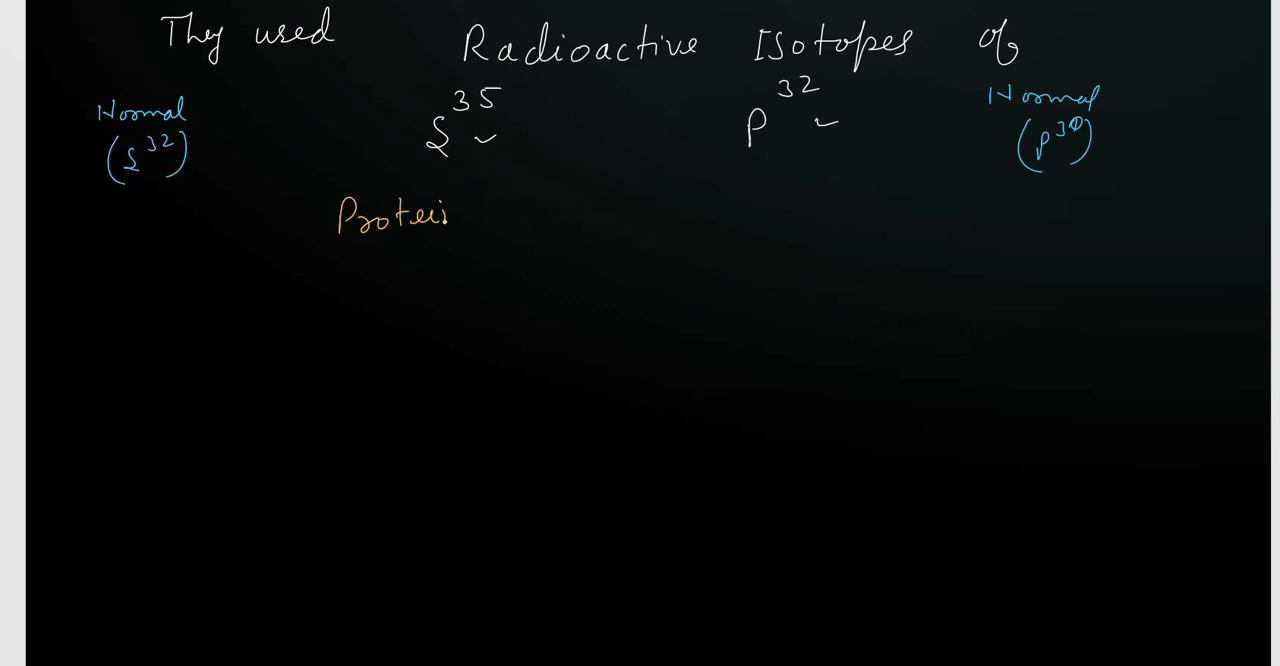 They used Radioactive Isotopes of
Normal S³⁵ P³² Normal
(S³²) (P³¹)
Protei